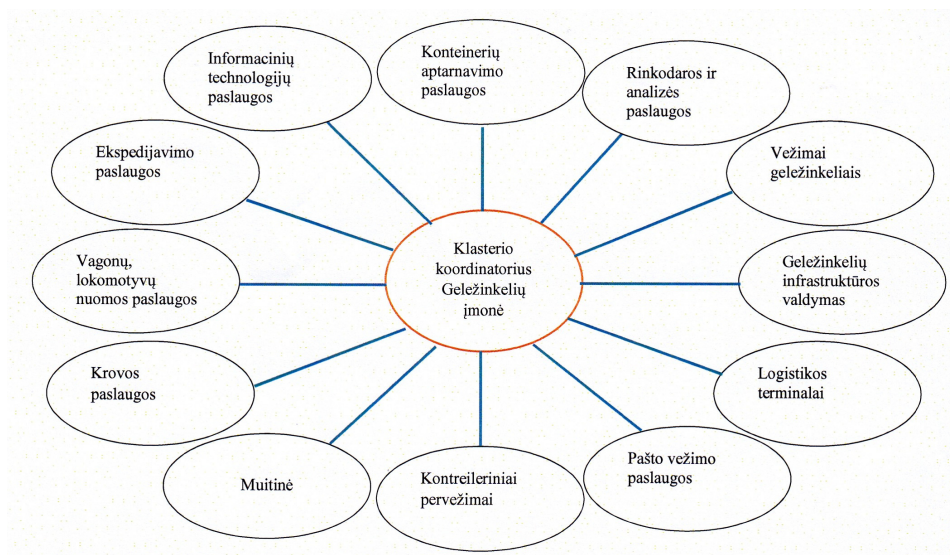 Informacinių
technologijų
paslaugos
Konteinerių
aptarnavimo
paslaugos
Rinkodaros ir
analizės
paslaugos
Ekspedijavimo
paslaugos
Vežimai
geležinkeliais
Vagonų,
lokomotyvų
nuomos paslaugos
Klasterio
koordinatorius
Geležinkelių
įmonė
Geležinkelių
infrastruktūros
valdymas
Krovos
paslaugos
Logistikos
terminalai
Muitinė
Kontreileriniai
pervežimai
Pašto vežimo
paslaugos